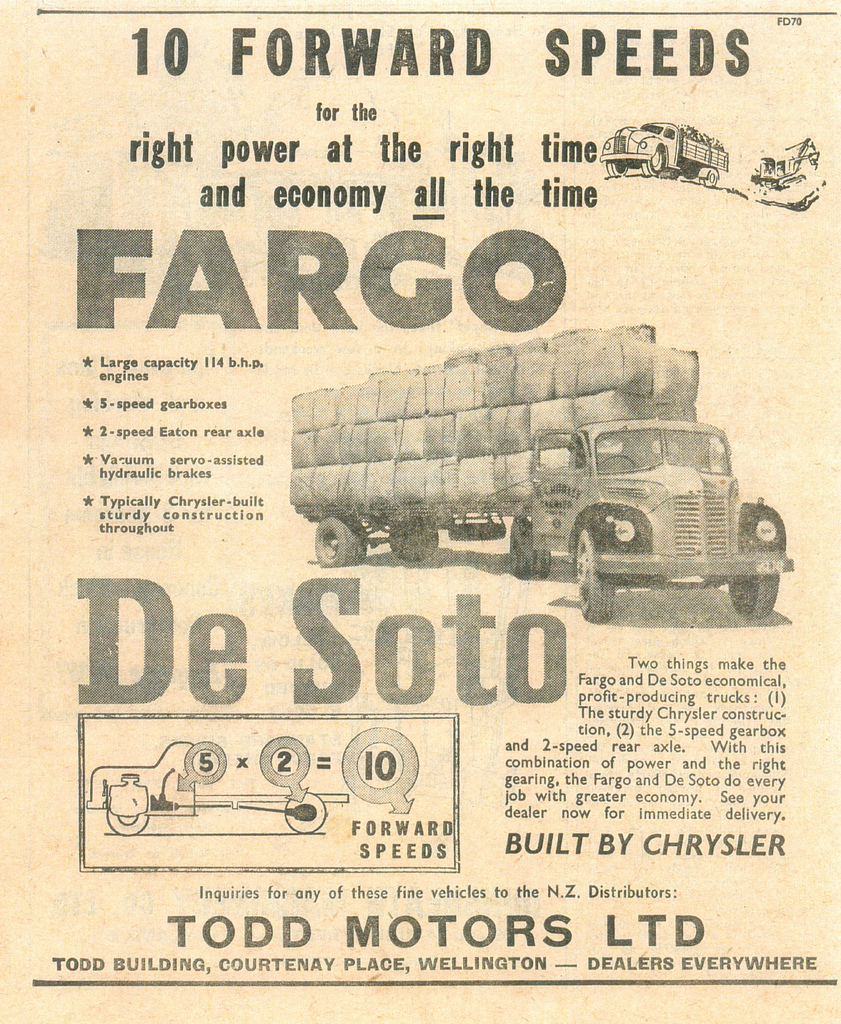 FD70
10 FORWARD SPEEDS
for the
right power at the right time
and economy all the time
FARGO
★ Large capacity 114 b.h.p.
engines
★ 5-speed gearboxes
★ 2-speed Eaton rear axle
★ Vacuum servo-assisted
hydraulic brakes
★ Typically Chrysler-built
sturdy construction
throughout
De Soto
Two things make the
Fargo and De Soto economical,
profit-producing trucks: (1)
The sturdy Chrysler construc-
tion, (2) the 5-speed gearbox
and 2-speed rear axle. With this
combination of power and the right
gearing, the Fargo and De Soto do every
job with greater economy. See your
dealer now for immediate delivery.
BUILT BY CHRYSLER
5 x 2 = 10
FORWARD
SPEEDS
Inquiries for any of these fine vehicles to the N.Z. Distributors:
TODD MOTORS LTD
TODD BUILDING, COURTENAY PLACE, WELLINGTON — DEALERS EVERYWHERE